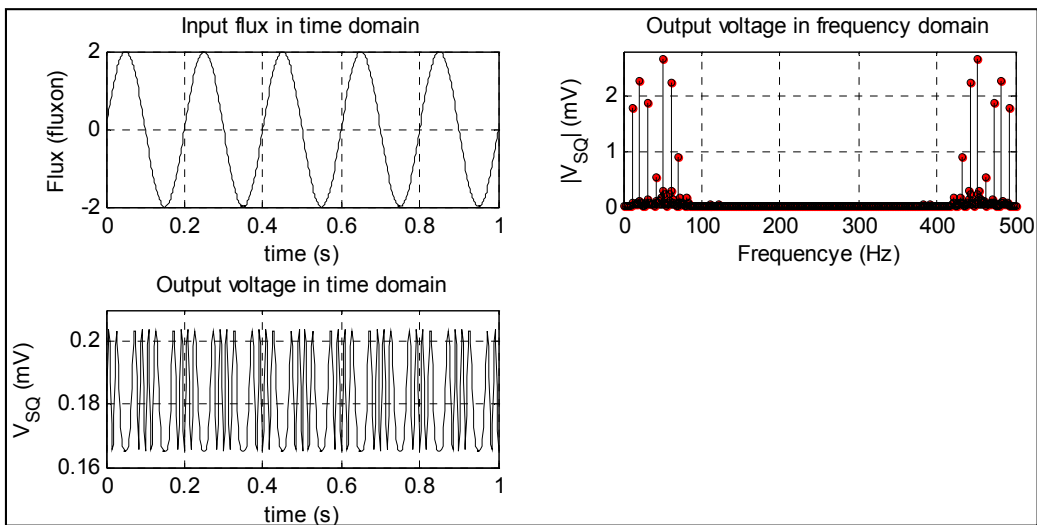 Input flux in time domain
2
0
-2
Flux (fluxon)
0 0.2 0.4 0.6 0.8 1
time (s)
Output voltage in frequency domain
2
1
0
|V_SQ| (mV)
0 100 200 300 400 500
Frequencye (Hz)
Output voltage in time domain
0.2
0.18
0.16
V_SQ (mV)
0 0.2 0.4 0.6 0.8 1
time (s)